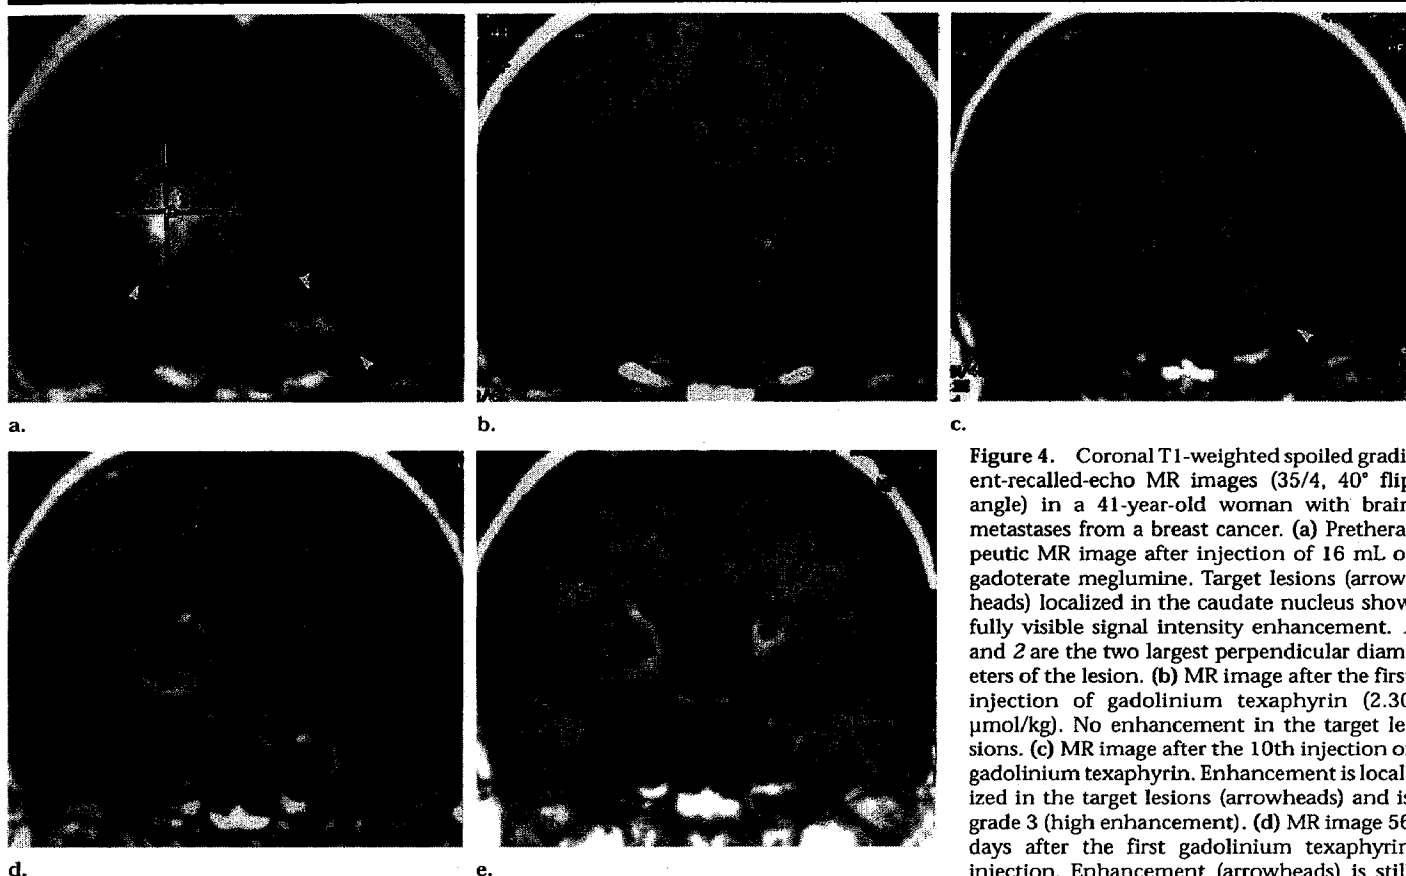 a.
b.
c.
Figure 4. Coronal T1-weighted spoiled gradi
ent-recalled-echo MR images (35/4, 40° flip
angle) in a 41-year-old woman with brain
metastases from a breast cancer. (a) Prethera
peutic MR image after injection of 16 mL o
gadoterate meglumine. Target lesions (arrow
heads) localized in the caudate nucleus show
fully visible signal intensity enhancement.
and 2 are the two largest perpendicular diam
eters of the lesion. (b) MR image after the first
injection of gadolinium texaphyrin (2.30
µmol/kg). No enhancement in the target le
sions. (c) MR image after the 10th injection o
gadolinium texaphyrin. Enhancement is local
ized in the target lesions (arrowheads) and is
grade 3 (high enhancement). (d) MR image 56
days after the first gadolinium texaphyrin
injection. Enhancement (arrowheads) is still
d.
e.